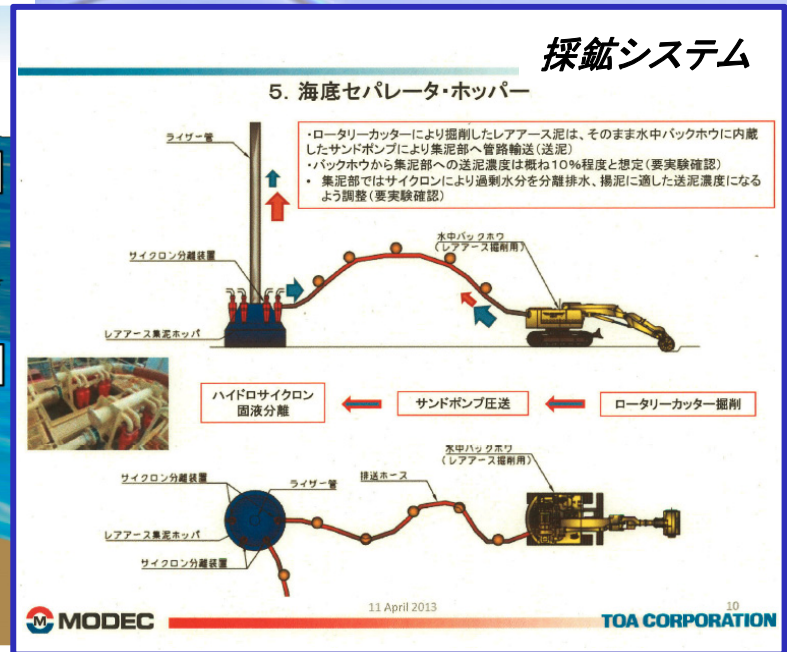 採鉱システム
5. 海底セパレータ・ホッパー
ライザー管
・ロータリーカッターにより掘削したレアアース泥は、そのまま水中バックホウに内蔵
したサンドポンプにより集泥部へ管路輸送(送泥)
・バックホウから集泥部への送泥濃度は概ね10%程度と想定(要実験確認)
• 集泥部ではサイクロンにより過剰水分を分離排水、揚泥に適した送泥濃度になる
よう調整(要実験確認)
サイクロン分離装置
水中バックホウ
(レアアース掘削用)
レアアース集泥ホッパ
ハイドロサイクロン
固液分離
サンドポンプ圧送
ロータリーカッター掘削
水中バックホウ
(レアアース掘削用)
サイクロン分離装置
ライザー管
排送ホース
レアアース集泥ホッパ
サイクロン分離装置
11 April 2013
10
MODEC
TOA CORPORATION